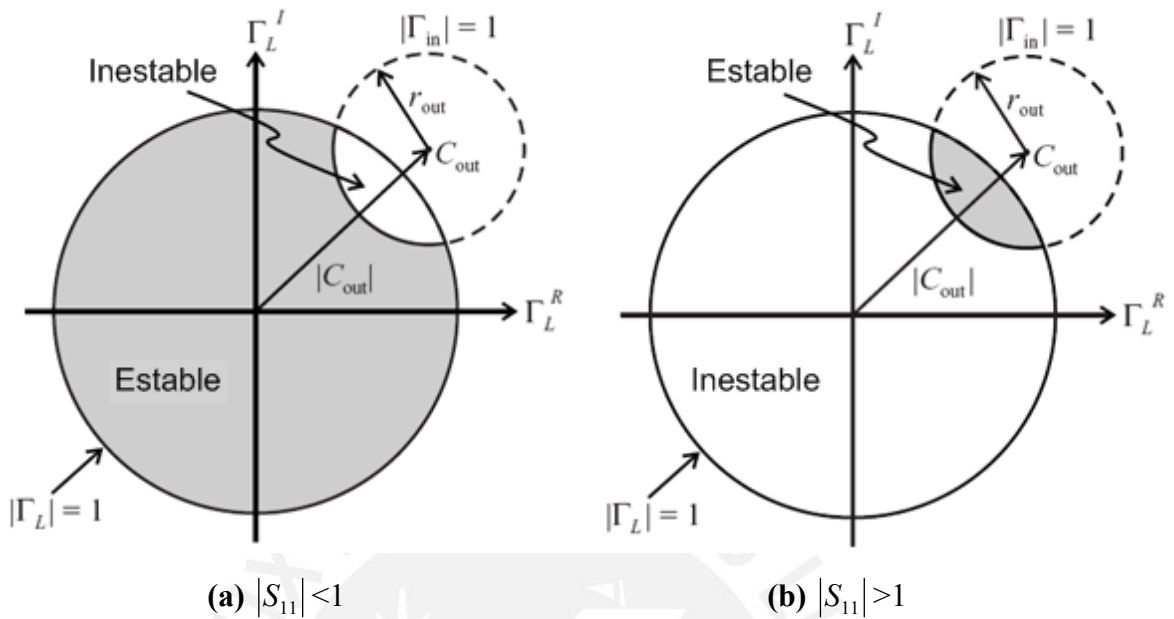 Γ_L^I
|Γ_in| = 1
Inestable
r_out
C_out
|C_out|
Γ_L^R
Estable
|Γ_L| = 1
(a) |S_11| <1
Γ_L^I
|Γ_in| = 1
Estable
r_out
C_out
|C_out|
Γ_L^R
Inestable
|Γ_L| = 1
(b) |S_11| >1